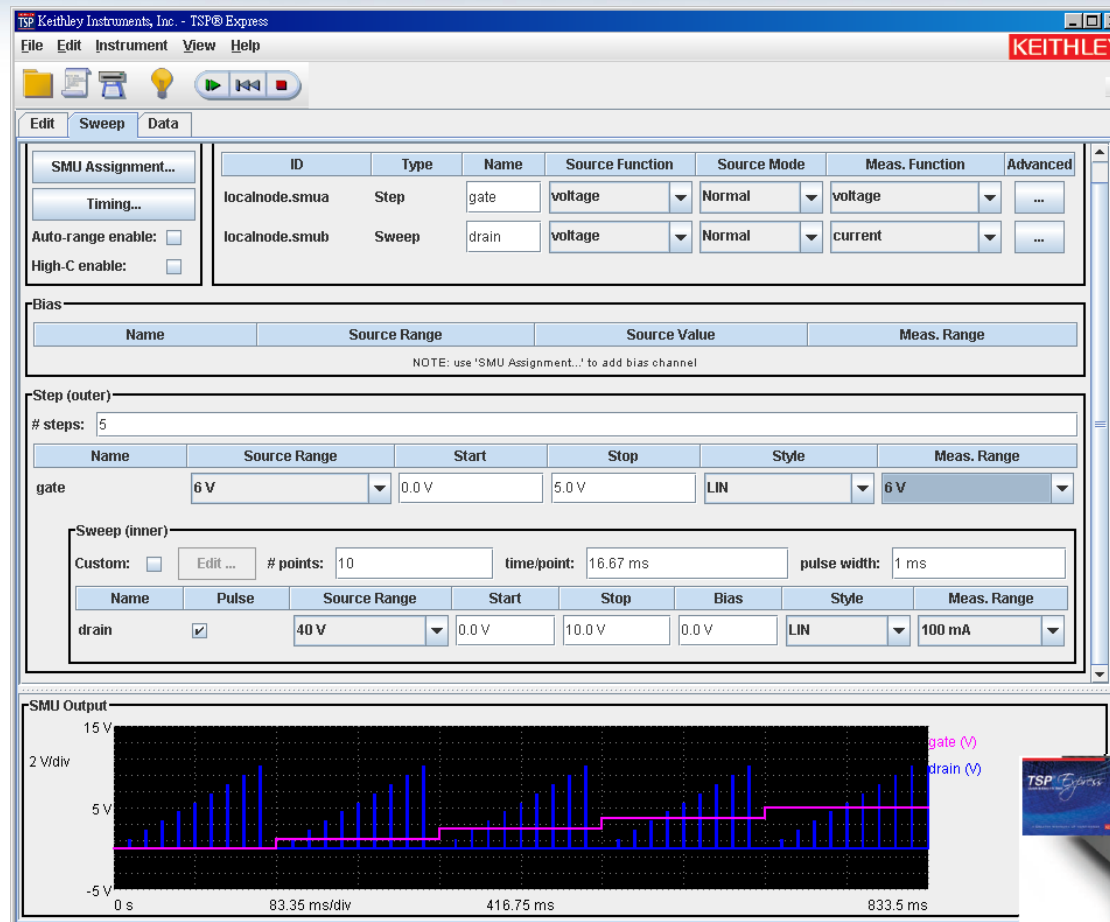 TSP Keithley Instruments, Inc. - TSP® Express
File Edit Instrument View Help
KEITHLEY
Edit Sweep Data
SMU Assignment...
Timing...
Auto-range enable:
High-C enable:
ID Type Name Source Function Source Mode Meas. Function Advanced
localnode.smua Step gate voltage Normal voltage ...
localnode.smub Sweep drain voltage Normal current ...
Bias
Name Source Range Source Value Meas. Range
NOTE: use 'SMU Assignment...' to add bias channel
Step (outer)
# steps: 5
Name Source Range Start Stop Style Meas. Range
gate 6 V 0.0 V 5.0 V LIN 6 V
Sweep (inner)
Custom: Edit ... # points: 10 time/point: 16.67 ms pulse width: 1 ms
Name Pulse Source Range Start Stop Bias Style Meas. Range
drain 40 V 0.0 V 10.0 V 0.0 V LIN 100 mA
SMU Output
15 V
2 V/div
5 V
-5 V
0 s 83.35 ms/div 416.75 ms 833.5 ms
gate (V)
drain (V)
TSP Express